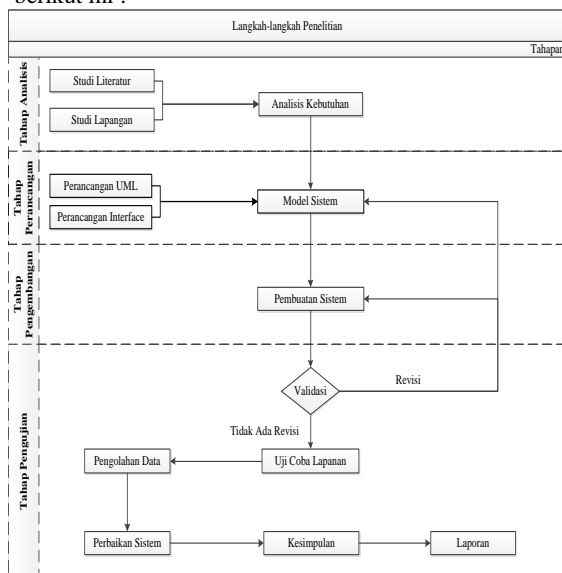 berikut ini :
Langkah-langkah Penelitian
Tahapan
Tahap Analisis
Studi Literatur
Studi Lapangan
Analisis Kebutuhan
Tahap
Perancangan
Perancangan UML
Perancangan Interface
Model Sistem
Tahap
Pengembangan
Pembuatan Sistem
Tahap Pengujian
Validasi
Revisi
Tidak Ada Revisi
Pengolahan Data
Uji Coba Lapanan
Perbaikan Sistem
Kesimpulan
Laporan